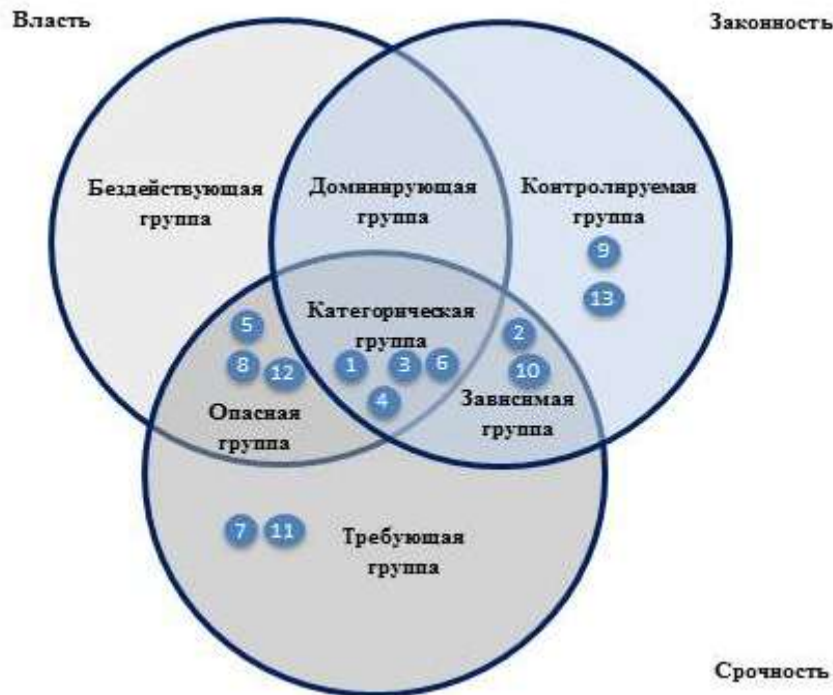 Власть
Законность
Бездействующая
группа
Доминирующая
группа
Контролируемая
группа
9
13
Категорическая
группа
5
2
8
12
1
3
6
10
4
Опасная
группа
Зависимая
группа
7
11
Требующая
группа
Срочность